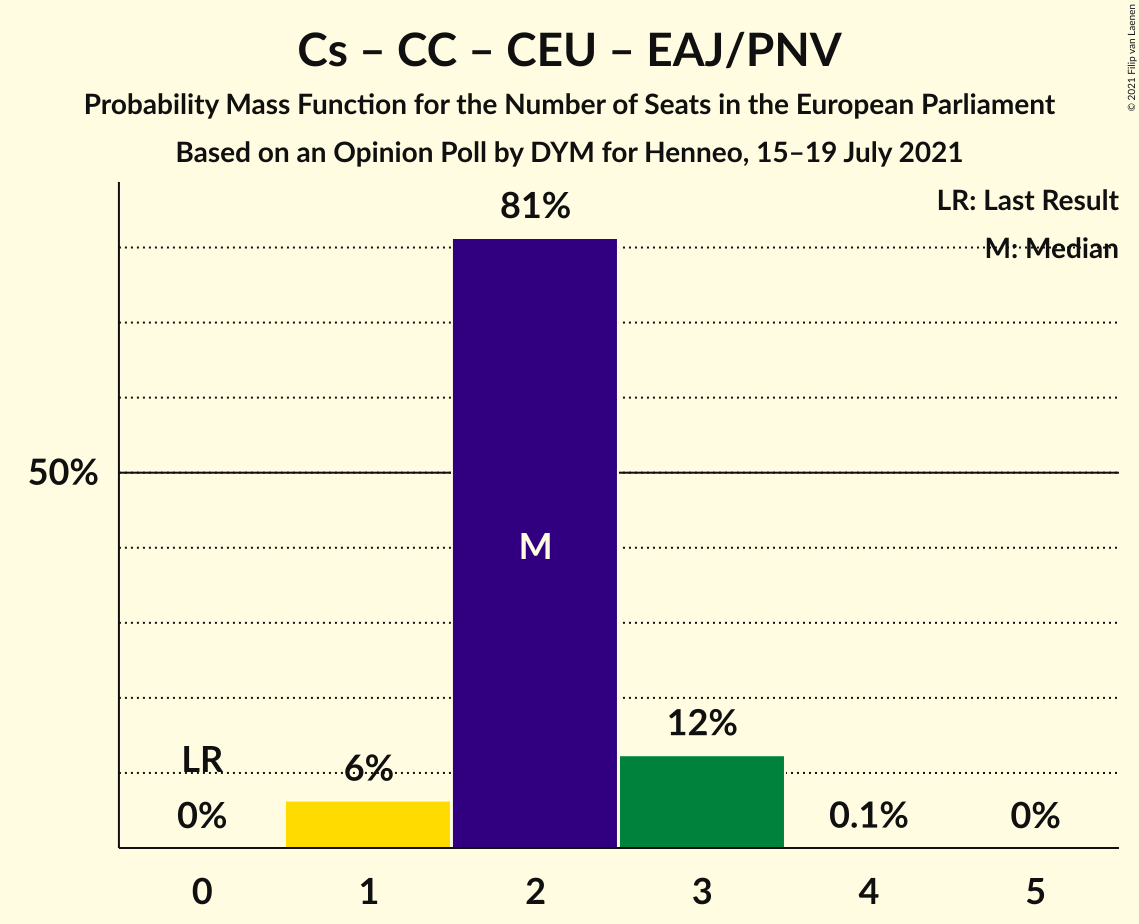 Cs – CC – CEU – EAJ/PNV
Probability Mass Function for the Number of Seats in the European Parliament
Based on an Opinion Poll by DYM for Henneo, 15–19 July 2021
© 2021 Filip van Laenen
LR: Last Result
M: Median
81%
50%
M
12%
LR
6%
0%
0.1%
0%
0 1 2 3 4 5